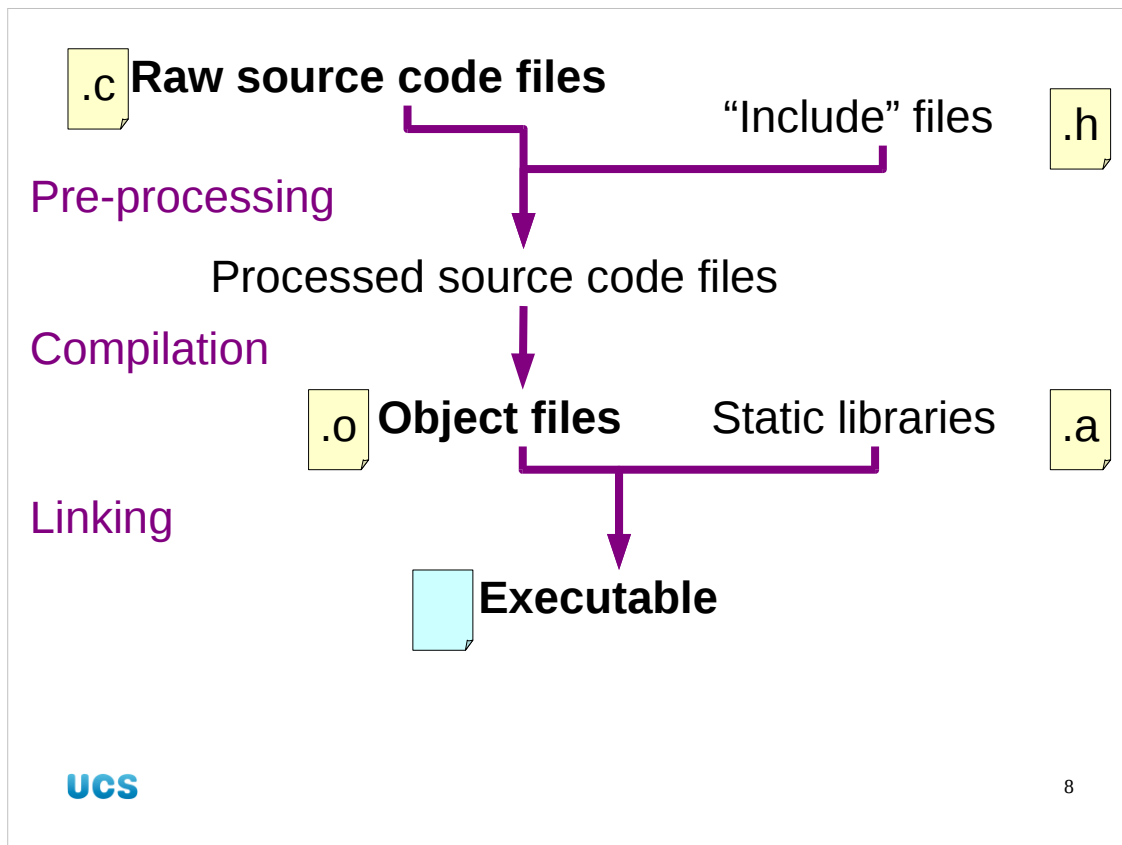 .c Raw source code files
“Include” files .h
Pre-processing
Processed source code files
Compilation
.o Object files Static libraries .a
Linking
Executable
UCS 8